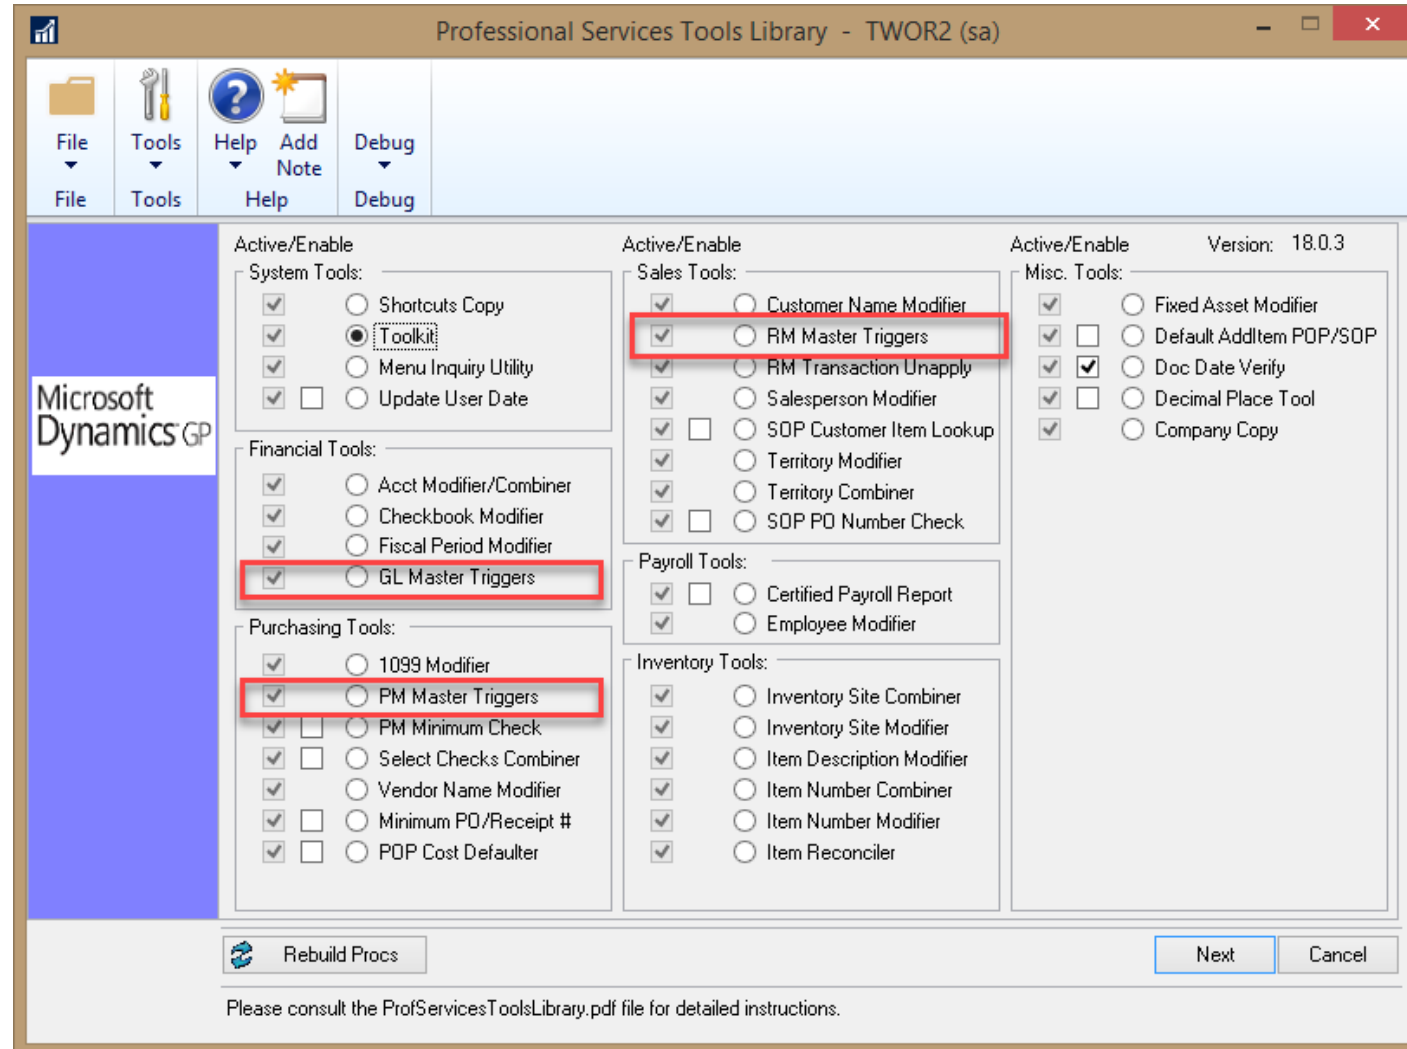 Professional Services Tools Library - TWOR2 (sa)
File
Tools
Help
Add Note
Debug
File
Tools
Help
Debug
Microsoft
Dynamics GP
Active/Enable
System Tools:
Shortcuts Copy
Toolkit
Menu Inquiry Utility
Update User Date
Financial Tools:
Acct Modifier/Combiner
Checkbook Modifier
Fiscal Period Modifier
GL Master Triggers
Purchasing Tools:
1099 Modifier
PM Master Triggers
PM Minimum Check
Select Checks Combiner
Vendor Name Modifier
Minimum PO/Receipt #
POP Cost Defaulter
Active/Enable
Sales Tools:
Customer Name Modifier
RM Master Triggers
RM Transaction Unapply
Salesperson Modifier
SOP Customer Item Lookup
Territory Modifier
Territory Combiner
SOP PO Number Check
Payroll Tools:
Certified Payroll Report
Employee Modifier
Inventory Tools:
Inventory Site Combiner
Inventory Site Modifier
Item Description Modifier
Item Number Combiner
Item Number Modifier
Item Reconciler
Active/Enable
Version: 18.0.3
Misc. Tools:
Fixed Asset Modifier
Default AddItem POP/SOP
Doc Date Verify
Decimal Place Tool
Company Copy
Rebuild Procs
Next
Cancel
Please consult the ProfServicesToolsLibrary.pdf file for detailed instructions.